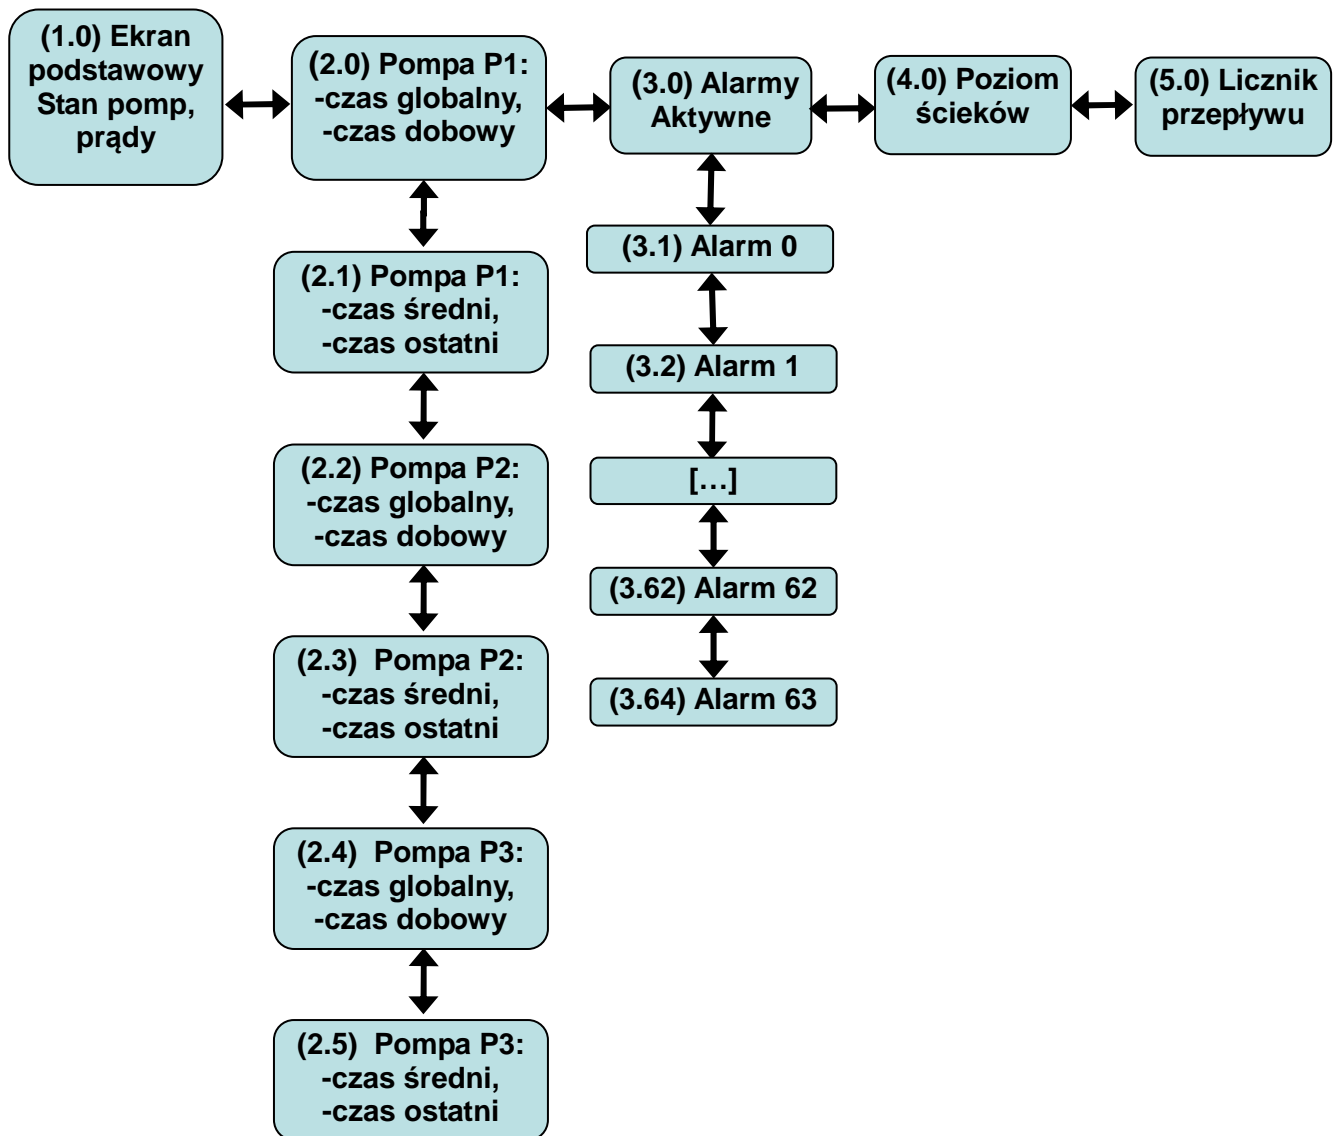 (1.0) Ekran
podstawowy
Stan pomp,
prądy
(2.0) Pompa P1:
-czas globalny,
-czas dobowy
(3.0) Alarmy
Aktywne
(4.0) Poziom
ścieków
(5.0) Licznik
przepływu
(2.1) Pompa P1:
-czas średni,
-czas ostatni
(2.2) Pompa P2:
-czas globalny,
-czas dobowy
(2.3) Pompa P2:
-czas średni,
-czas ostatni
(2.4) Pompa P3:
-czas globalny,
-czas dobowy
(2.5) Pompa P3:
-czas średni,
-czas ostatni
(3.1) Alarm 0
(3.2) Alarm 1
[…]
(3.62) Alarm 62
(3.64) Alarm 63